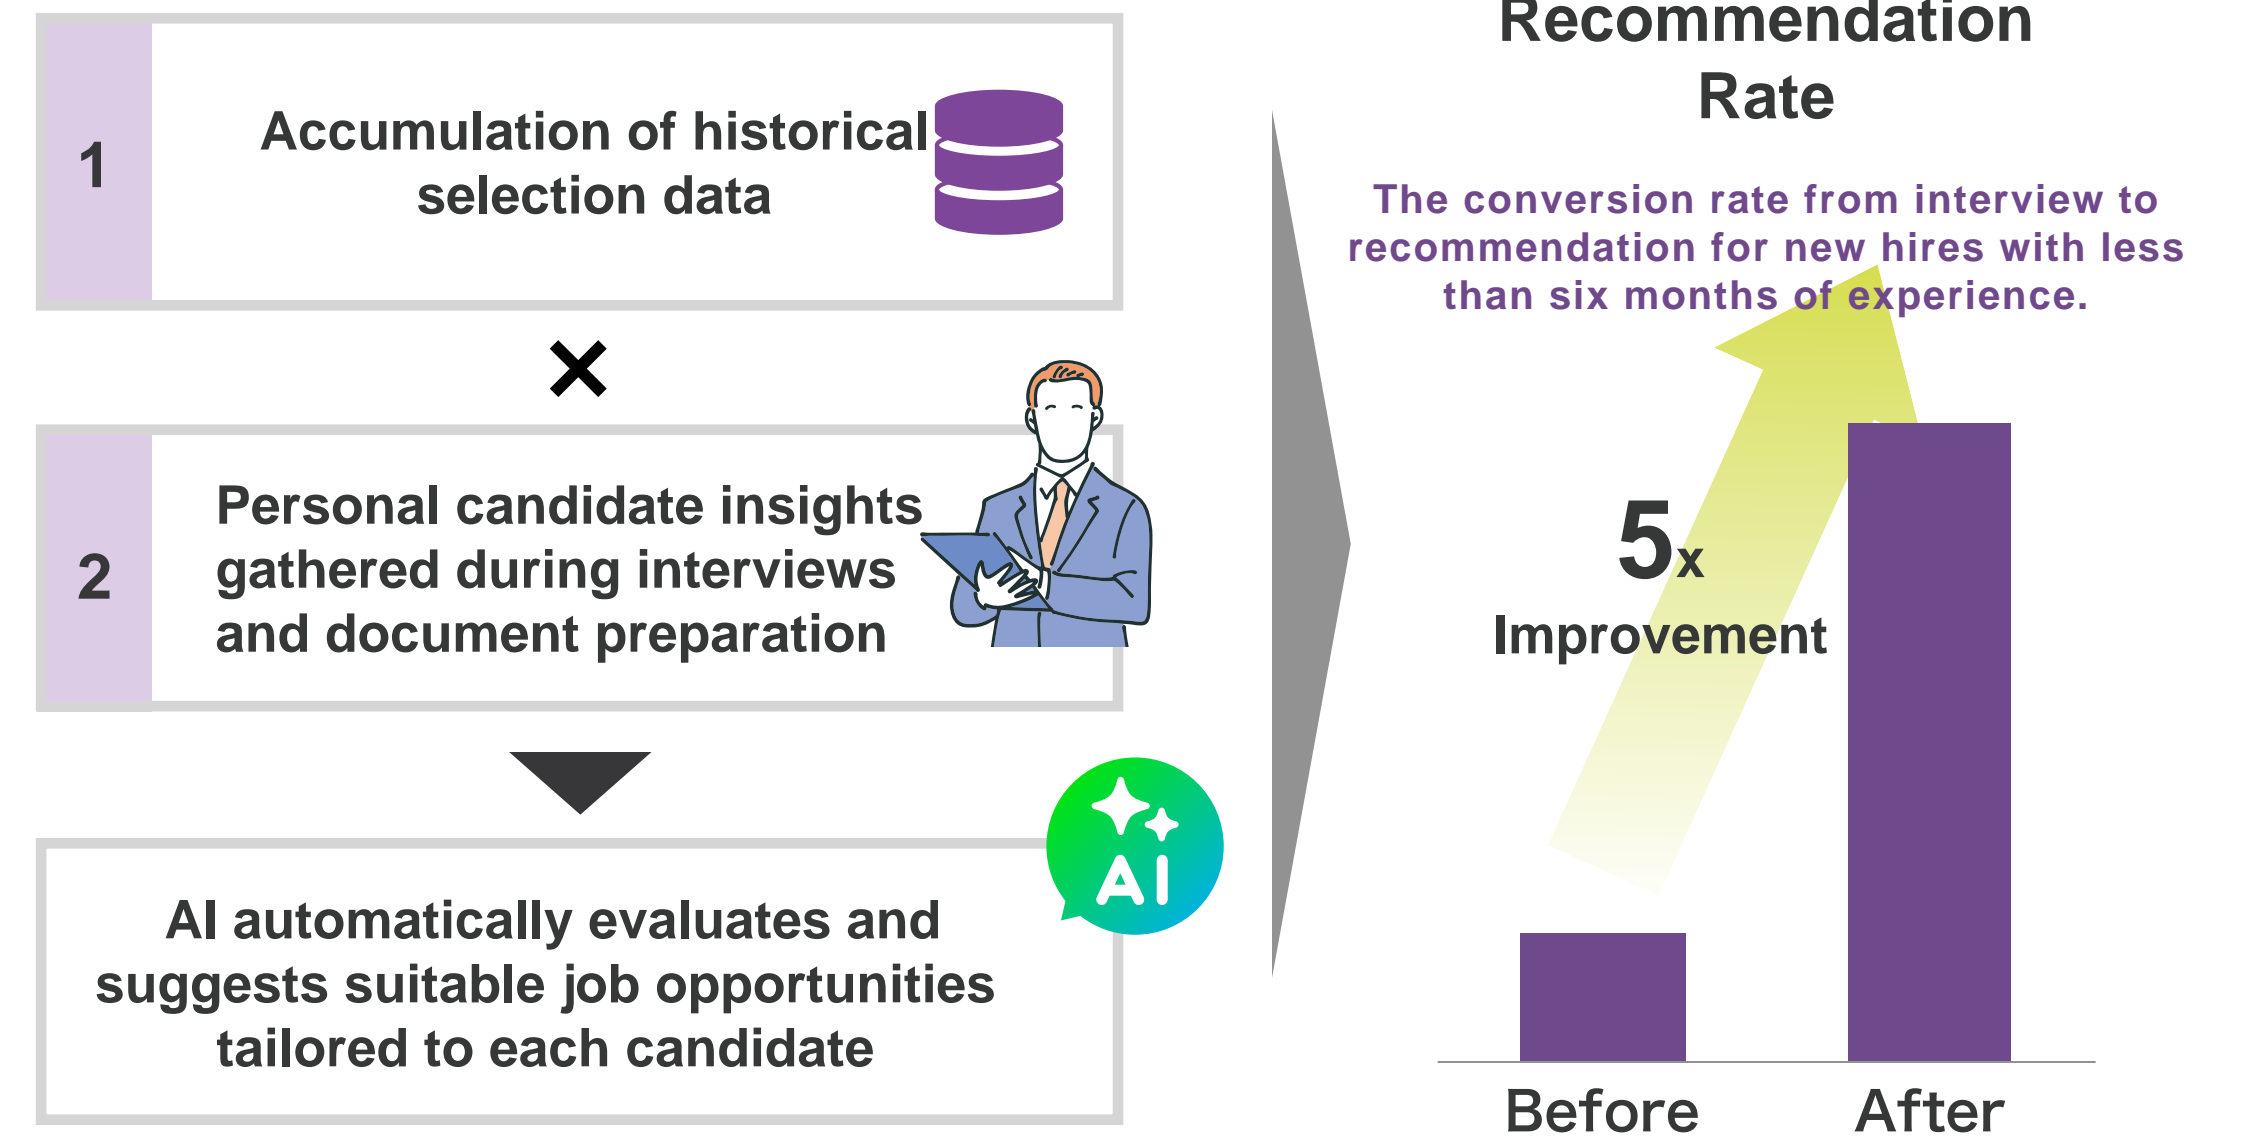 1
Accumulation of historical
selection data
×
2
Personal candidate insights
gathered during interviews
and document preparation
AI
AI automatically evaluates and
suggests suitable job opportunities
tailored to each candidate
Recommendation
Rate
The conversion rate from interview to
recommendation for new hires with less
than six months of experience.
5x
Improvement
Before After